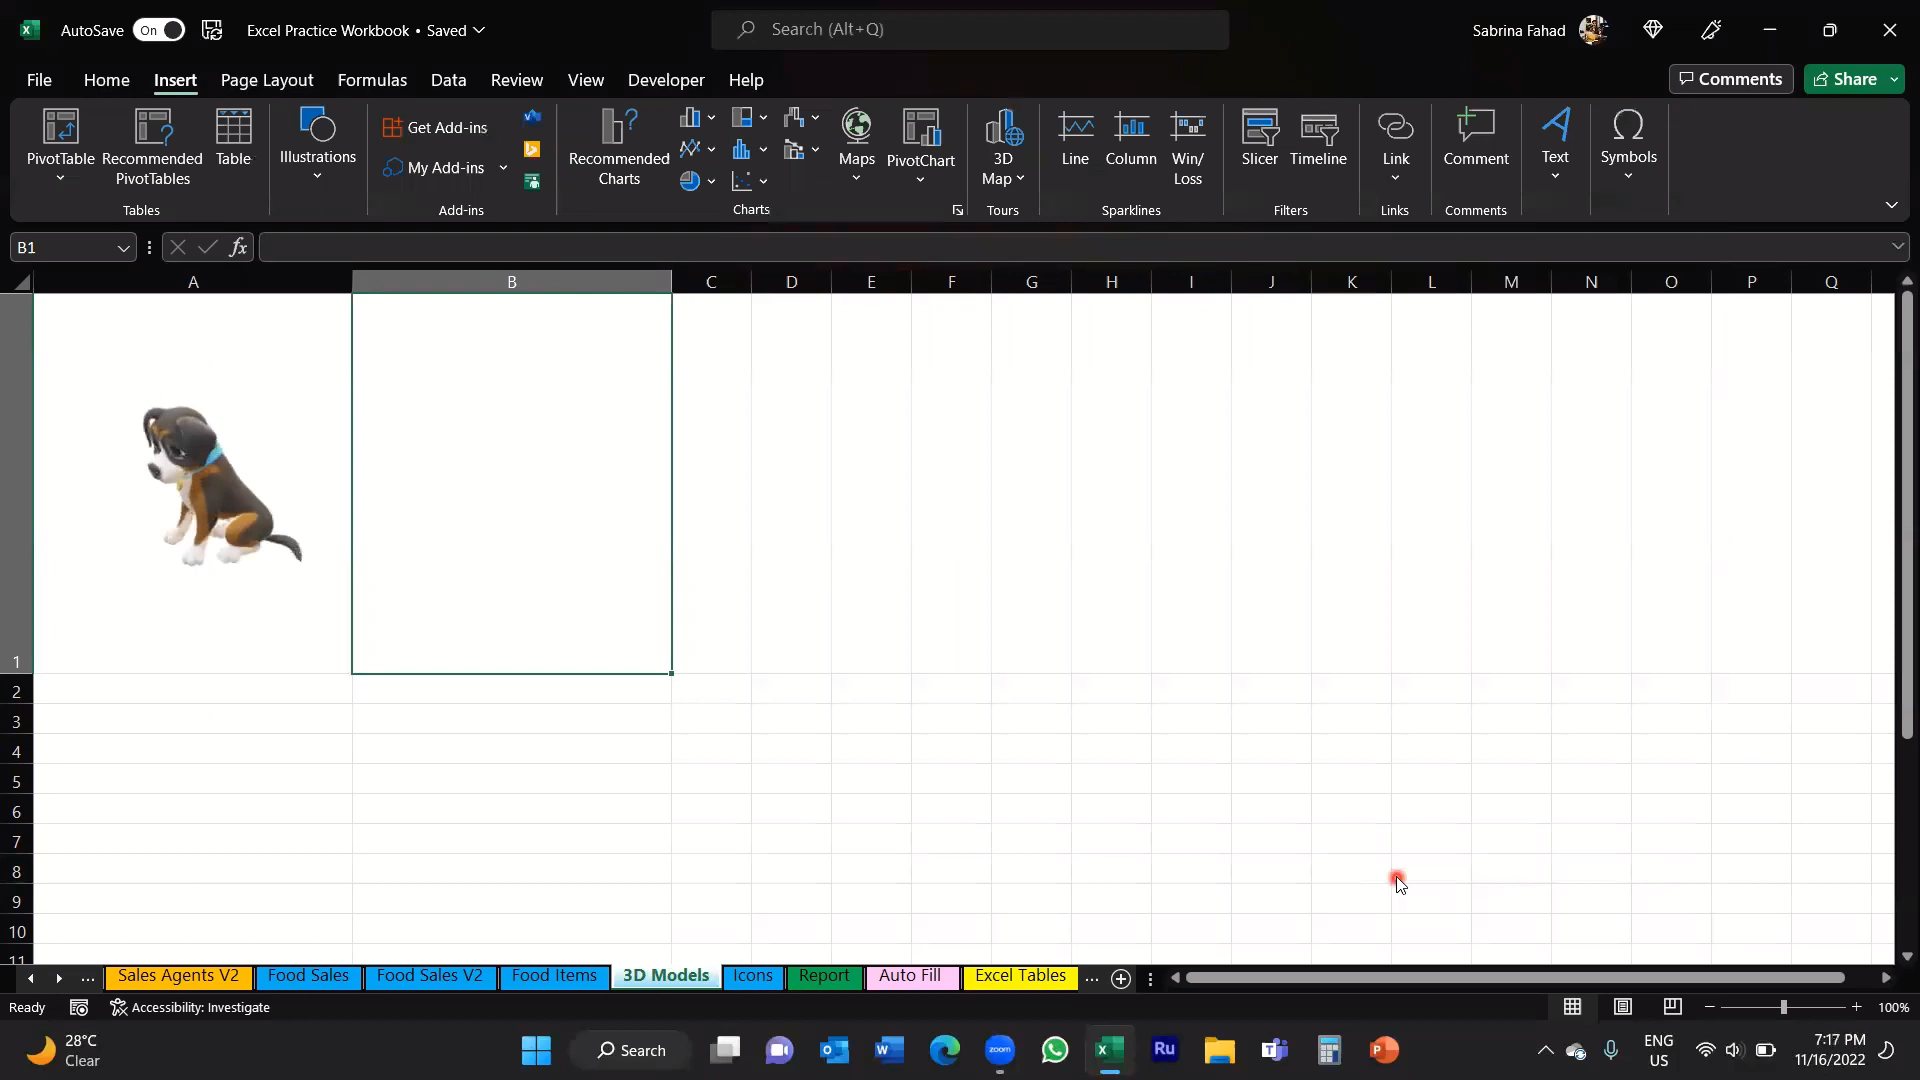 AutoSave On Excel Practice Workbook • Saved Search (Alt+Q) Sabrina Fahad
File Home Insert Page Layout Formulas Data Review View Developer Help Comments Share
PivotTable Recommended PivotTables Table Illustrations Get Add-ins My Add-ins Recommended Charts Maps PivotChart 3D Map Line Column Win/Loss Slicer Timeline Link Comment Text Symbols
Tables Add-ins Charts Tours Sparklines Filters Links Comments
B1 fx
A B C D E F G H I J K L M N O P Q
1
2
3
4
5
6
7
8
9
10
11
... Sales Agents V2 Food Sales Food Sales V2 Food Items 3D Models Icons Report Auto Fill Excel Tables ...
Ready Accessibility: Investigate 100%
28°C
Clear
Search
zoom
Ru
ENG
US
7:17 PM
11/16/2022